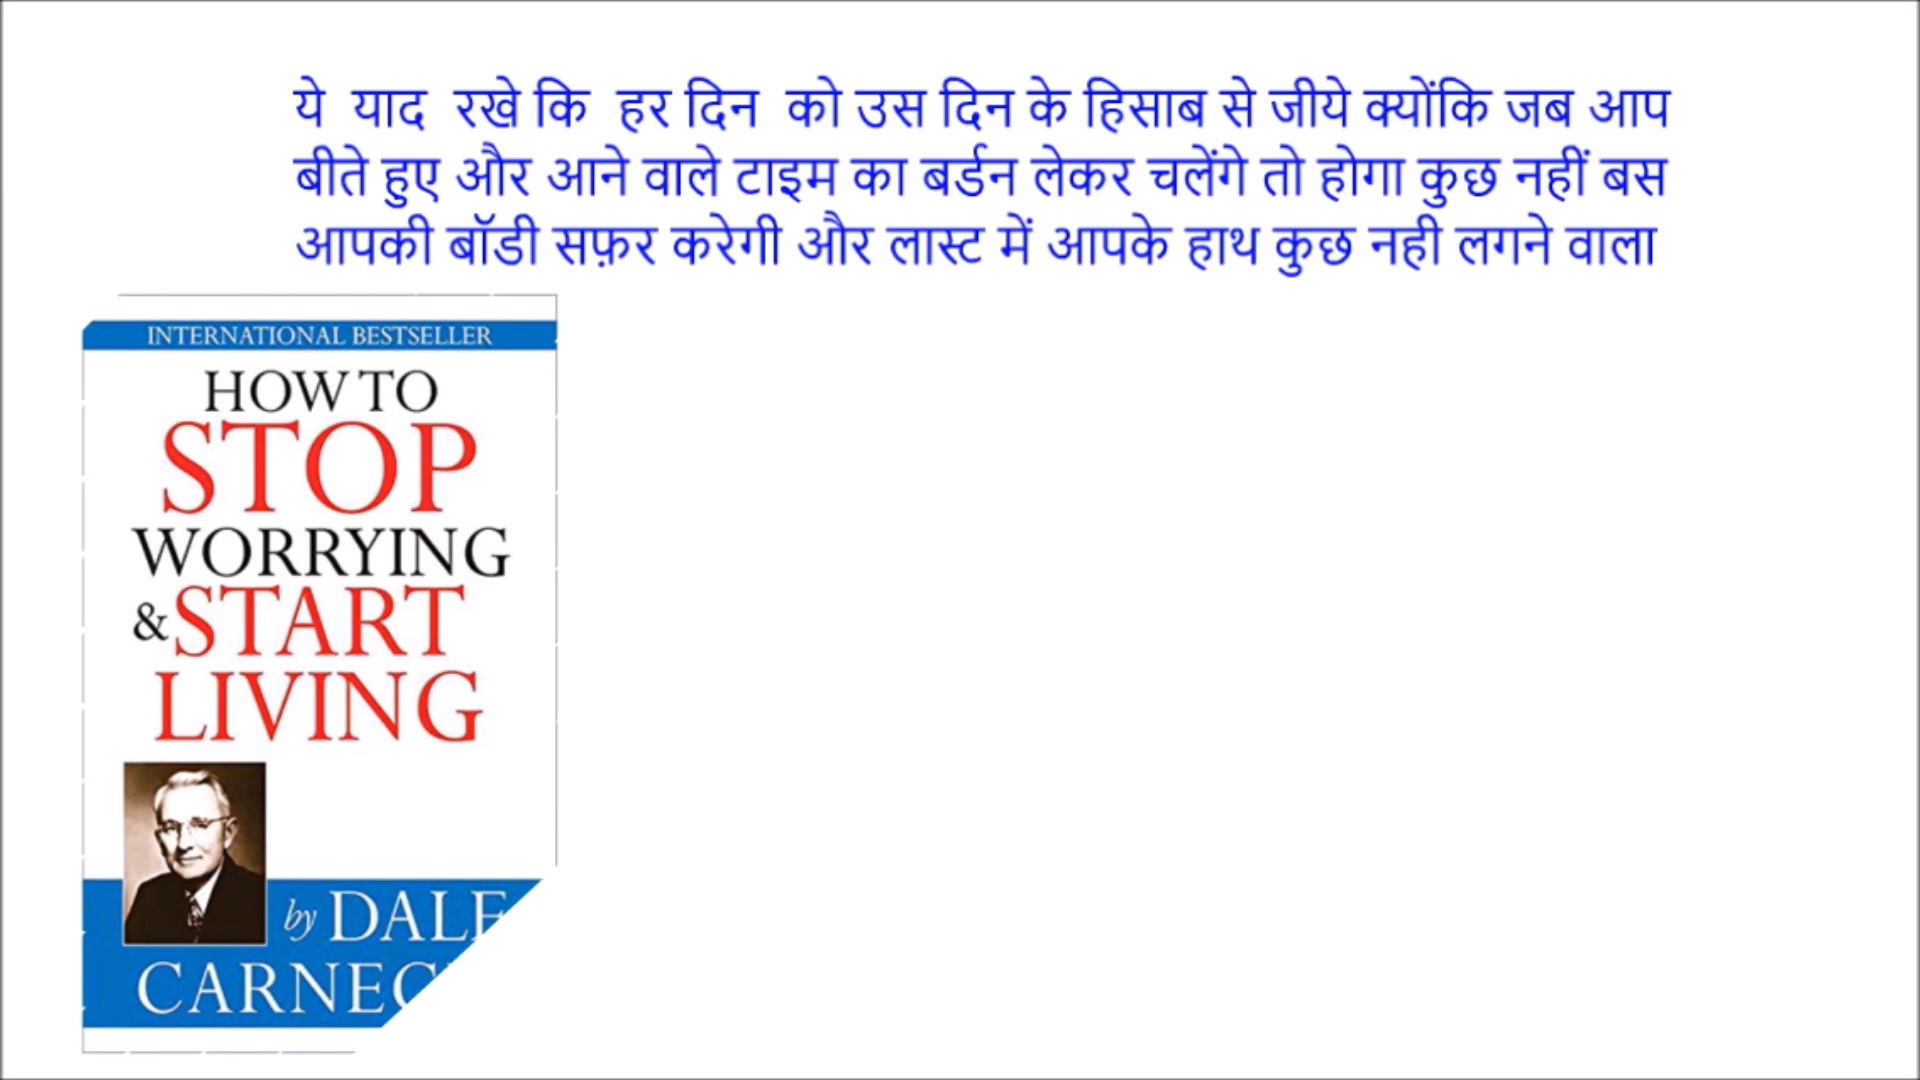 ये याद रखे कि हर दिन को उस दिन के हिसाब से जीये क्योंकि जब आप
बीते हुए और आने वाले टाइम का बर्डन लेकर चलेंगे तो होगा कुछ नहीं बस
आपकी बॉडी सफ़र करेगी और लास्ट में आपके हाथ कुछ नही लगने वाला
INTERNATIONAL BESTSELLER
HOW TO
STOP
WORRYING
& START
LIVING
by DALE